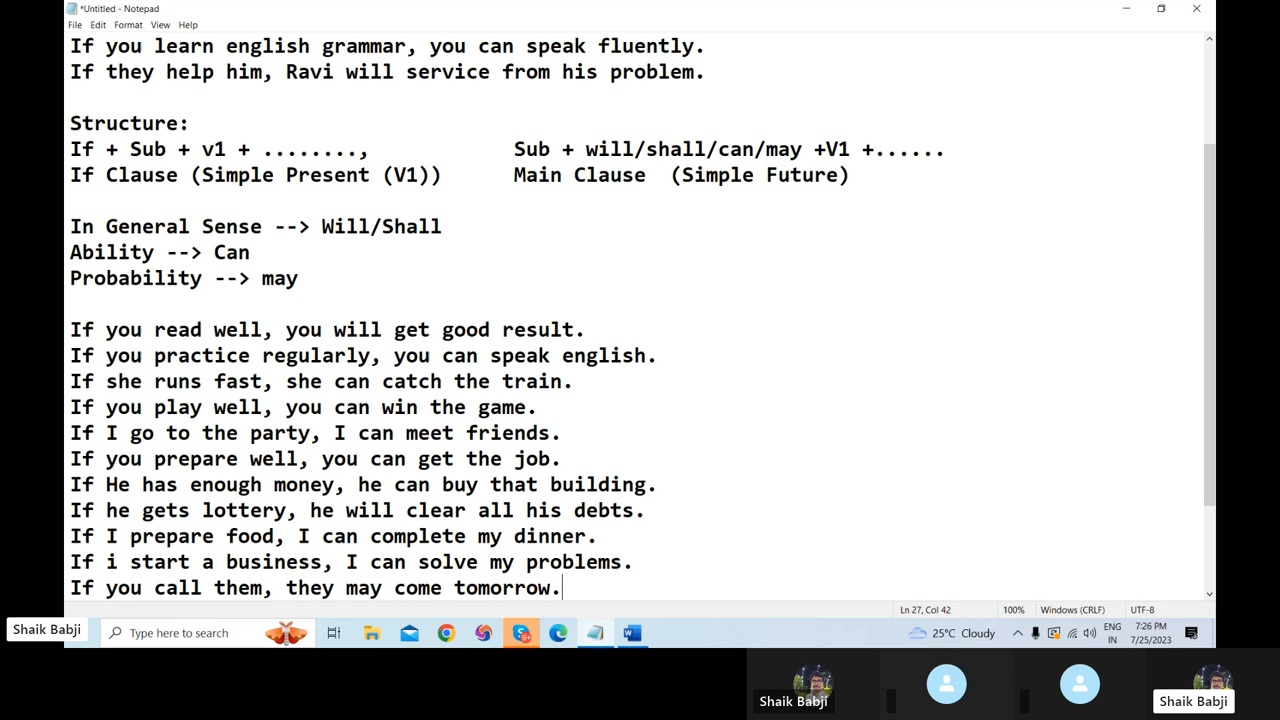 *Untitled - Notepad
File Edit Format View Help
If you learn english grammar, you can speak fluently.
If they help him, Ravi will service from his problem.
Structure:
If + Sub + v1 + ........, Sub + will/shall/can/may +V1 +......
If Clause (Simple Present (V1)) Main Clause (Simple Future)
In General Sense --> Will/Shall
Ability --> Can
Probability --> may
If you read well, you will get good result.
If you practice regularly, you can speak english.
If she runs fast, she can catch the train.
If you play well, you can win the game.
If I go to the party, I can meet friends.
If you prepare well, you can get the job.
If He has enough money, he can buy that building.
If he gets lottery, he will clear all his debts.
If I prepare food, I can complete my dinner.
If i start a business, I can solve my problems.
If you call them, they may come tomorrow.
Ln 27, Col 42 100% Windows (CRLF) UTF-8
Shaik Babji
Type here to search
25°C Cloudy
ENG
IN
7:26 PM
7/25/2023
Shaik Babji
Shaik Babji